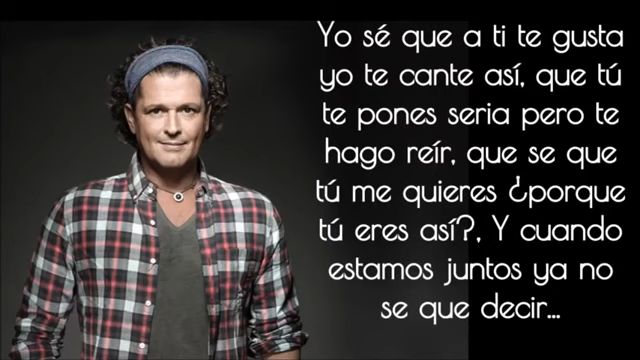 Yo sé que a ti te gusta
yo te cante así, que tú
te pones seria pero te
hago reír, que se que
tú me quieres ¿porque
tú eres así?, Y cuando
estamos juntos ya no
se que decir...